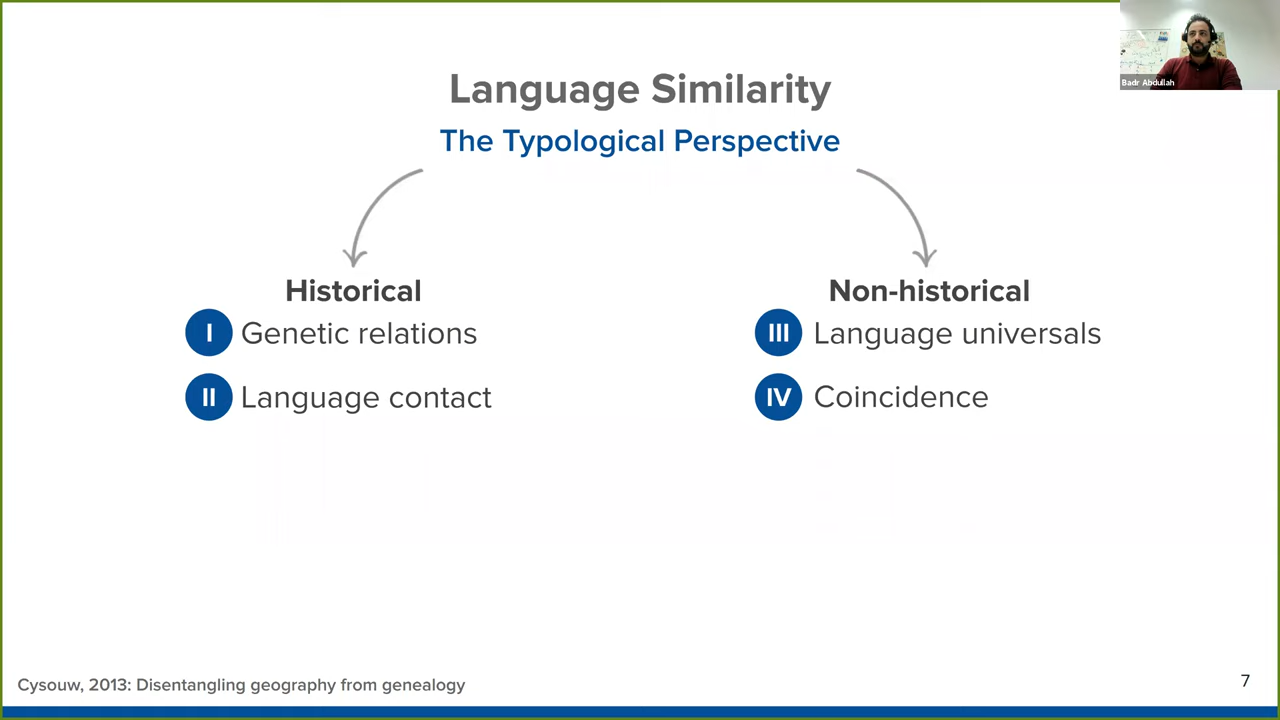 Language Similarity
The Typological Perspective
Historical
I Genetic relations
II Language contact
Non-historical
III Language universals
IV Coincidence
Cysouw, 2013: Disentangling geography from genealogy
7
Badr Abdullah